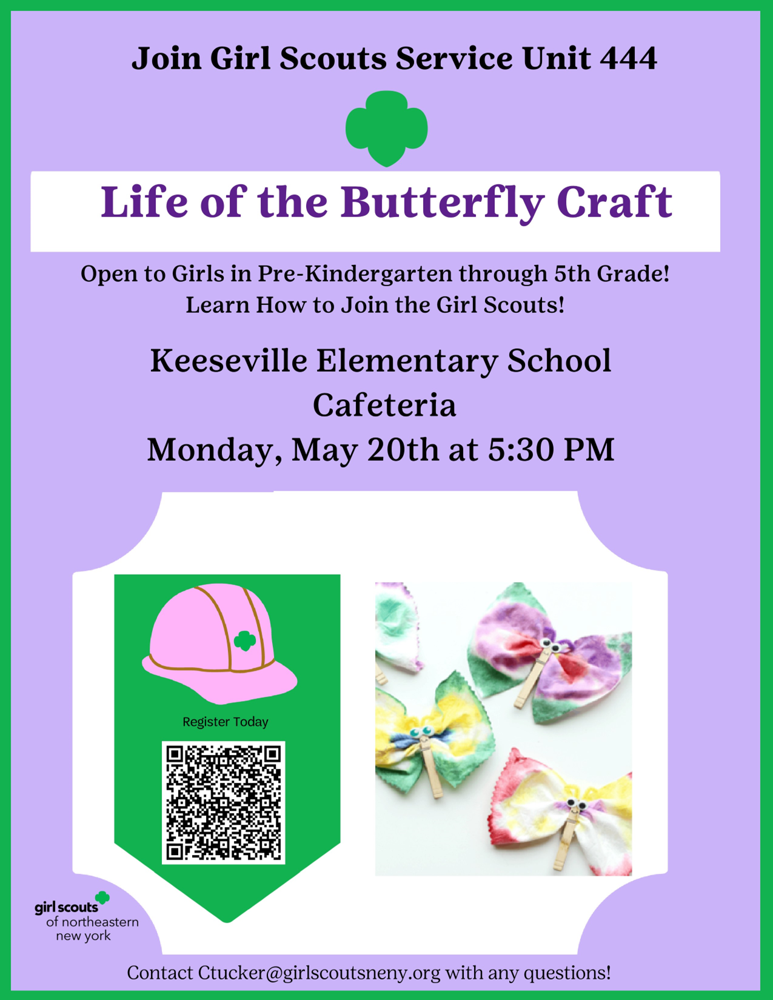 Join Girl Scouts Service Unit 444
Life of the Butterfly Craft
Open to Girls in Pre-Kindergarten through 5th Grade!
Learn How to Join the Girl Scouts!
Keeseville Elementary School
Cafeteria
Monday, May 20th at 5:30 PM
Register Today
girl scouts
of northeastern
new york
Contact Ctucker@girlscoutsneny.org with any questions!